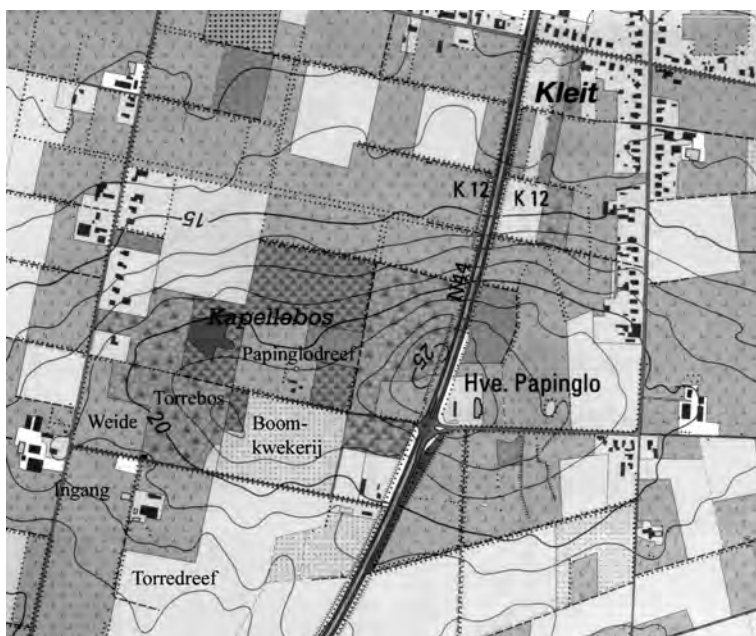 Kleit
K 12
K 12
15
N44
Kapellebos
Papinglodreef
25
Hve. Papinglo
Torrebos
Weide
20
Boom-
kwekerij
Ingang
Torredreef